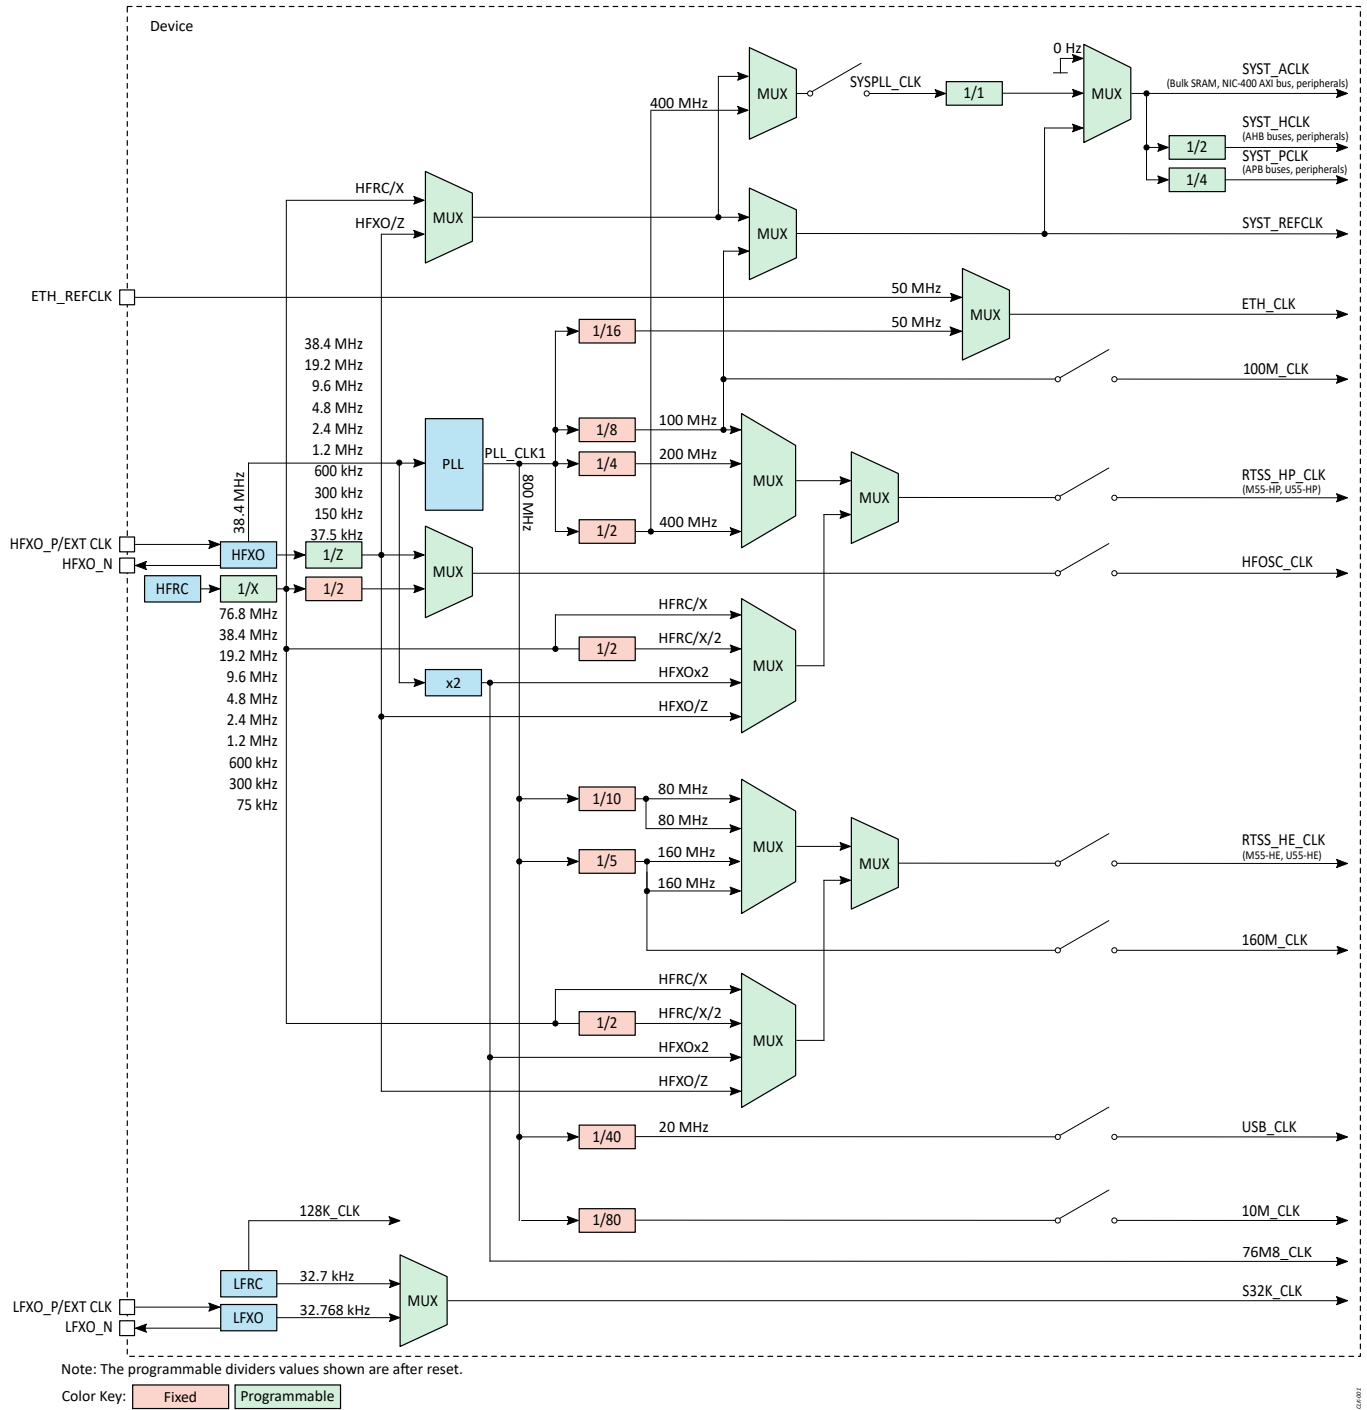 Device
0 Hz
SYST_ACLK
(Bulk SRAM, NIC-400 AXI bus, peripherals)
MUX
SYSPLL_CLK
1/1
MUX
400 MHz
SYST_HCLK
(AHB buses, peripherals)
1/2
SYST_PCLK
(APB buses, peripherals)
1/4
HFRC/X
MUX
HFXO/Z
MUX
SYST_REFCLK
ETH_REFCLK
50 MHz
MUX
ETH_CLK
1/16
50 MHz
38.4 MHz
19.2 MHz
9.6 MHz
4.8 MHz
2.4 MHz
1.2 MHz
600 kHz
300 kHz
150 kHz
37.5 kHz
100M_CLK
1/8
100 MHz
PLL
PLL_CLK1
1/4
200 MHz
MUX
MUX
RTSS_HP_CLK
(M55-HP, U55-HP)
38.4 MHz
800 MHz
1/2
400 MHz
HFXO_P/EXT CLK
HFXO_N
HFXO
1/Z
MUX
HFOSC_CLK
HFRC
1/X
1/2
76.8 MHz
38.4 MHz
19.2 MHz
9.6 MHz
4.8 MHz
2.4 MHz
1.2 MHz
600 kHz
300 kHz
75 kHz
HFRC/X
1/2
HFRC/X/2
MUX
x2
HFXOx2
HFXO/Z
1/10
80 MHz
80 MHz
MUX
1/5
160 MHz
160 MHz
MUX
RTSS_HE_CLK
(M55-HE, U55-HE)
160M_CLK
HFRC/X
1/2
HFRC/X/2
MUX
HFXOx2
HFXO/Z
1/40
20 MHz
USB_CLK
128K_CLK
1/80
10M_CLK
76M8_CLK
LFRC
32.7 kHz
MUX
S32K_CLK
LFXO_P/EXT CLK
LFXO_N
LFXO
32.768 kHz
Note: The programmable dividers values shown are after reset.
Color Key:
Fixed
Programmable